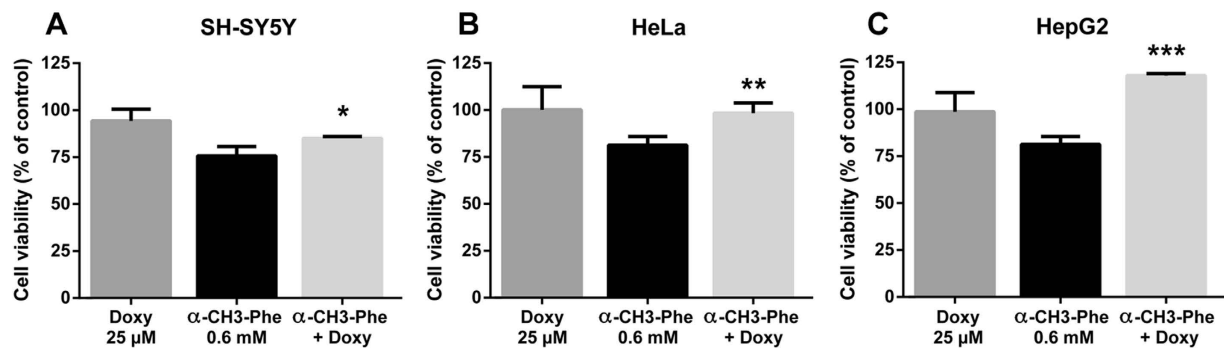 A
SH-SY5Y
Cell viability (% of control)
125
100
75
50
25
0
*
Doxy
25 µM
α-CH3-Phe
0.6 mM
α-CH3-Phe
+ Doxy
B
HeLa
Cell viability (% of control)
125
100
75
50
25
0
**
Doxy
25 µM
α-CH3-Phe
0.6 mM
α-CH3-Phe
+ Doxy
C
HepG2
Cell viability (% of control)
125
100
75
50
25
0
***
Doxy
25 µM
α-CH3-Phe
0.6 mM
α-CH3-Phe
+ Doxy